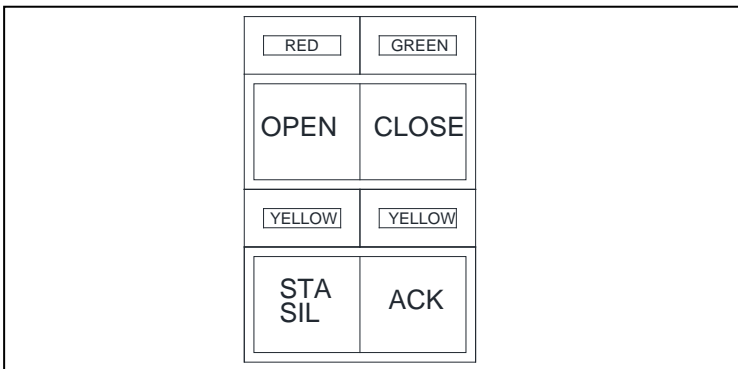 RED GREEN
OPEN CLOSE
YELLOW YELLOW
STA
SIL
ACK